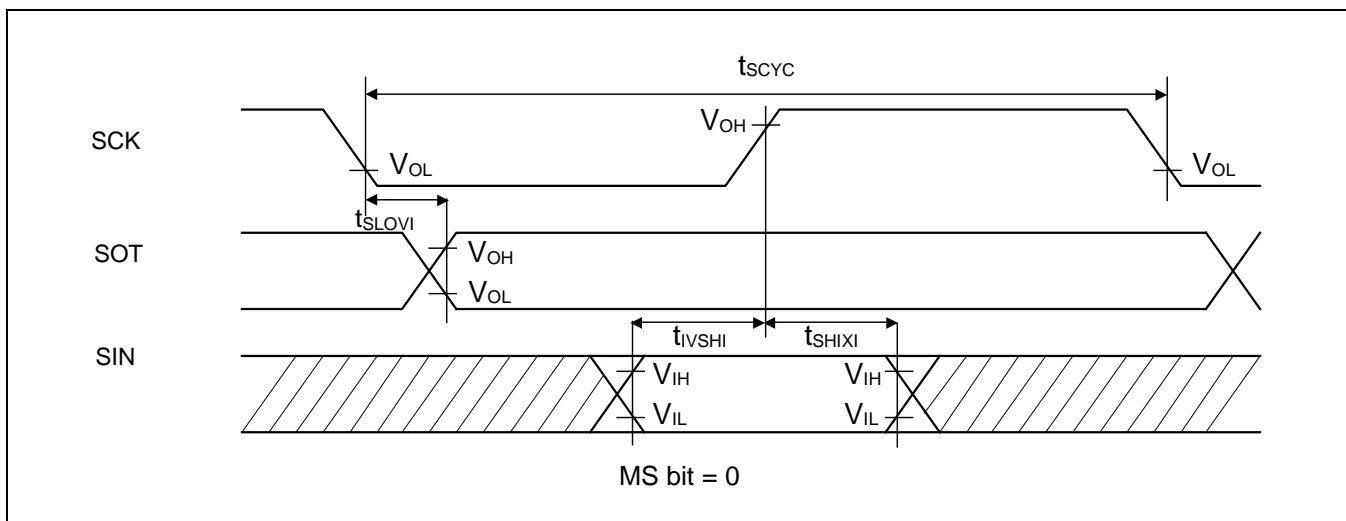 tSCYC
SCK
VOH
VOL
VOL
tSLOVI
SOT
VOH
VOL
tIVSHI
tSHIXI
SIN
VIH
VIH
VIL
VIL
MS bit = 0